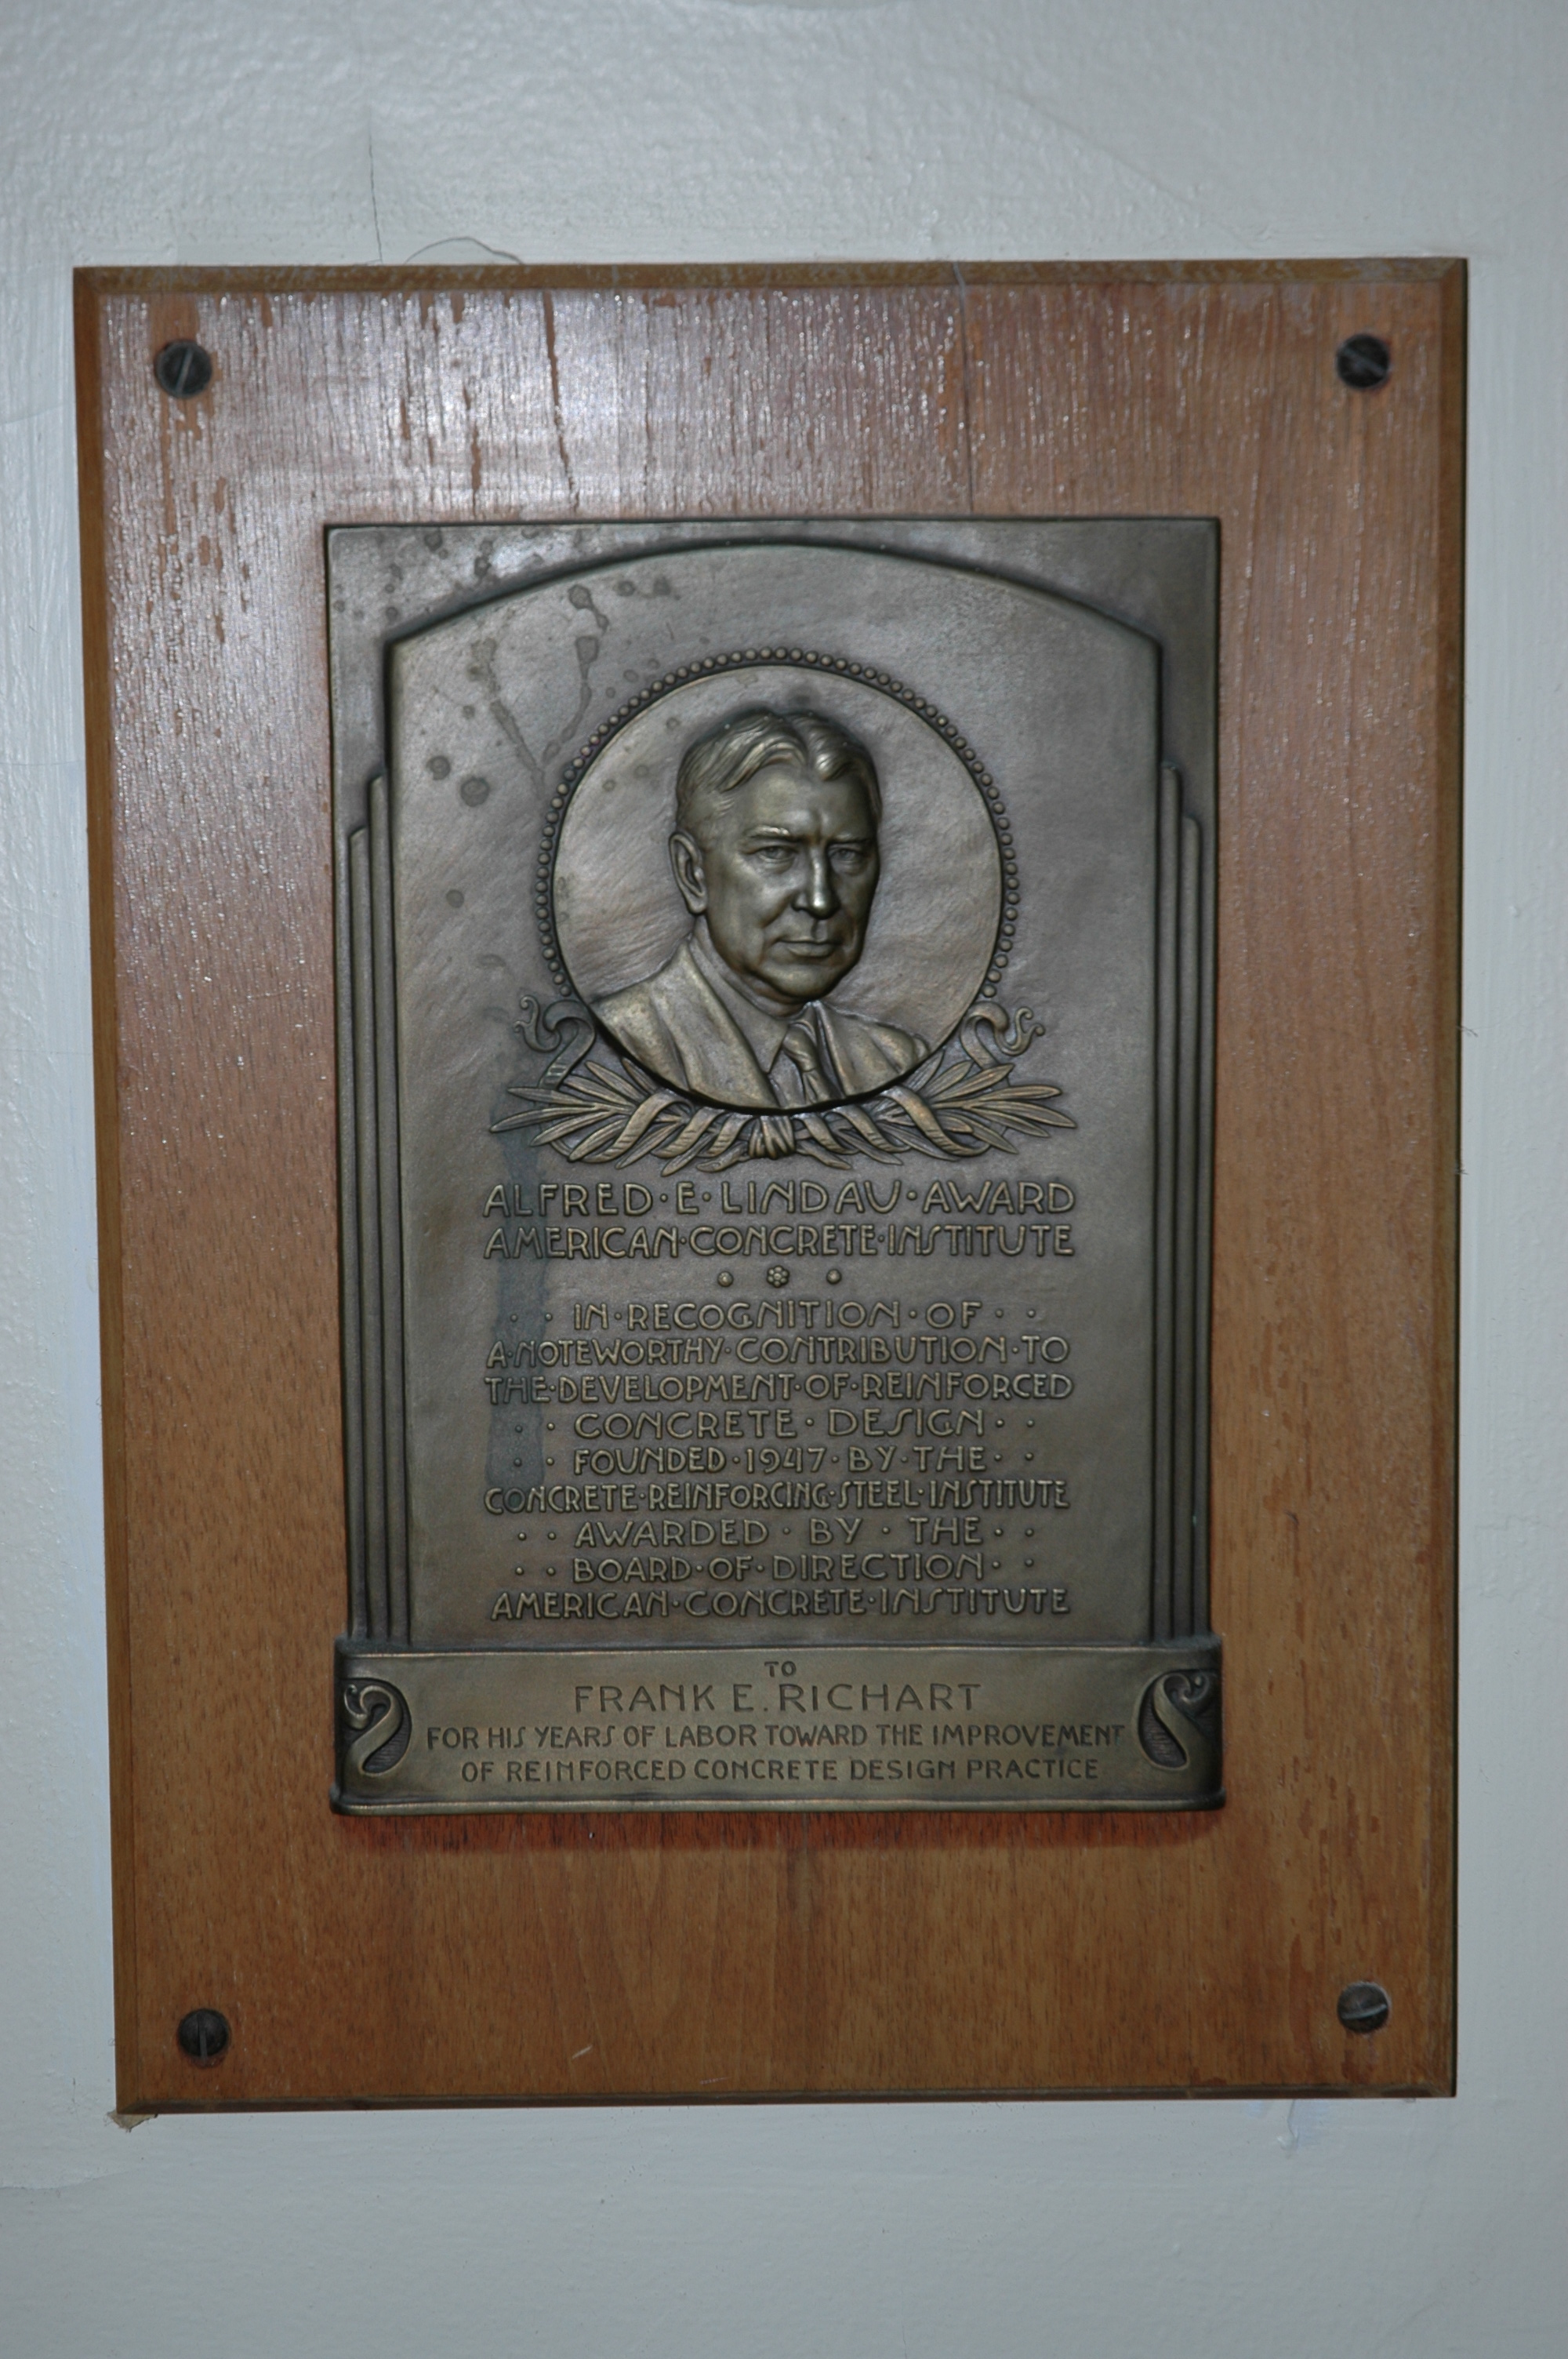 ALFRED·E·LINDAU·AWARD
AMERICAN·CONCRETE·INSTITUTE
· · IN·RECOGNITION·OF · ·
A·NOTEWORTHY·CONTRIBUTION·TO
THE·DEVELOPMENT·OF·REINFORCED
· · CONCRETE·DESIGN · ·
· · FOUNDED·1947·BY·THE · ·
CONCRETE·REINFORCING·STEEL·INSTITUTE
· · AWARDED·BY·THE · ·
· · BOARD·OF·DIRECTION · ·
AMERICAN·CONCRETE·INSTITUTE
TO
FRANK E. RICHART
FOR HIS YEARS OF LABOR TOWARD THE IMPROVEMENT
OF REINFORCED CONCRETE DESIGN PRACTICE